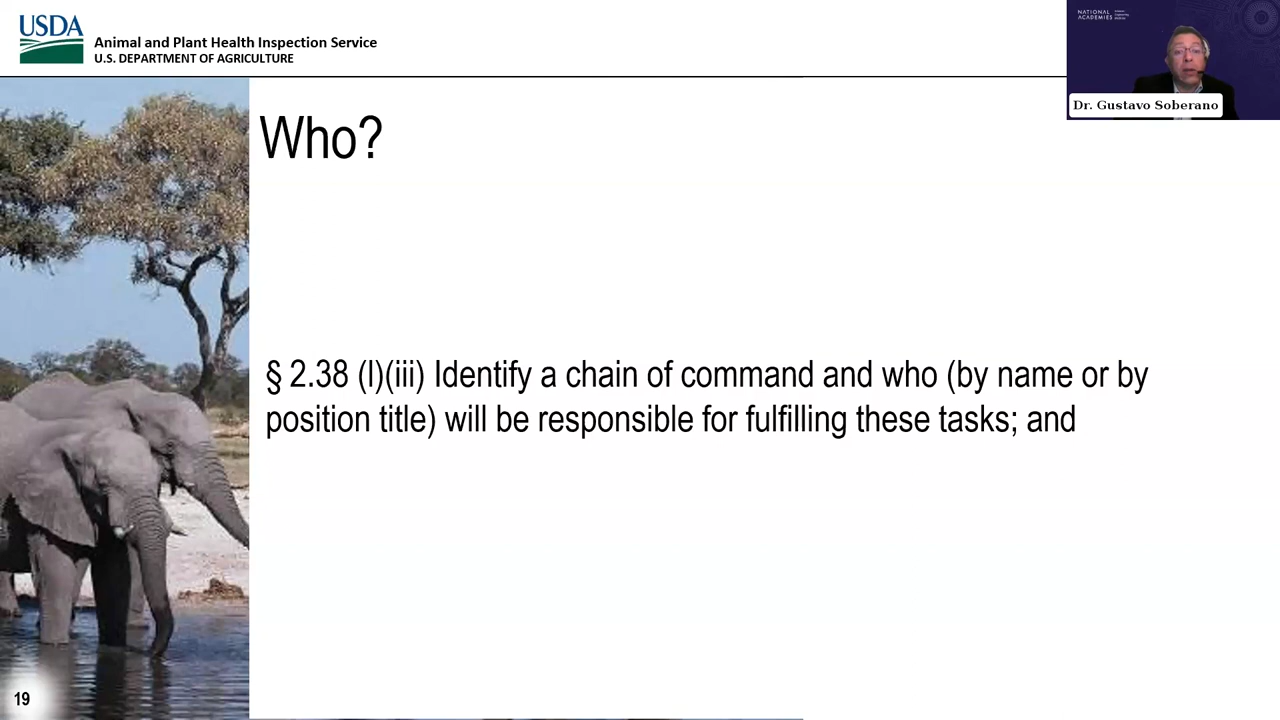 USDA
Animal and Plant Health Inspection Service
U.S. DEPARTMENT OF AGRICULTURE
NATIONAL
ACADEMIES
Dr. Gustavo Soberano
Who?
§ 2.38 (l)(iii) Identify a chain of command and who (by name or by
position title) will be responsible for fulfilling these tasks; and
19